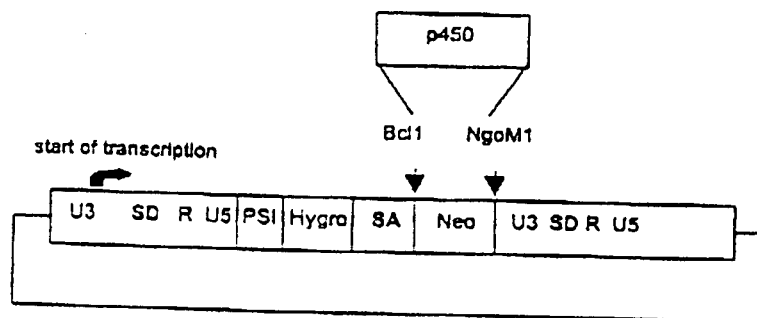 p450
Bcl1 NgoM1
start of transcription
U3 SD R U5 PSI Hygro SA Neo U3 SD R U5